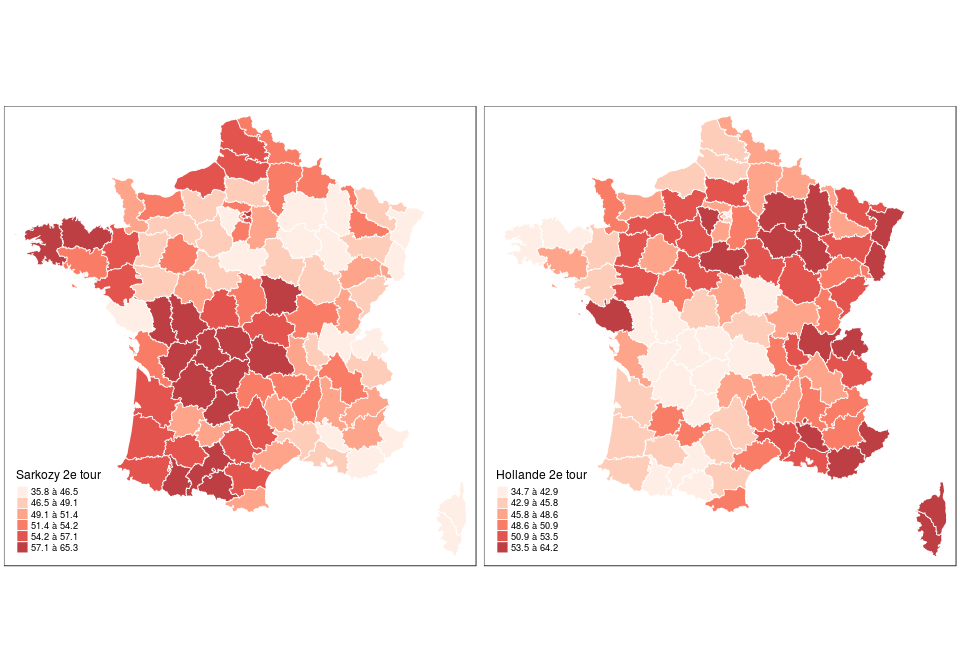 Sarkozy 2e tour
35.8 à 46.5
46.5 à 49.1
49.1 à 51.4
51.4 à 54.2
54.2 à 57.1
57.1 à 65.3
Hollande 2e tour
34.7 à 42.9
42.9 à 45.8
45.8 à 48.6
48.6 à 50.9
50.9 à 53.5
53.5 à 64.2